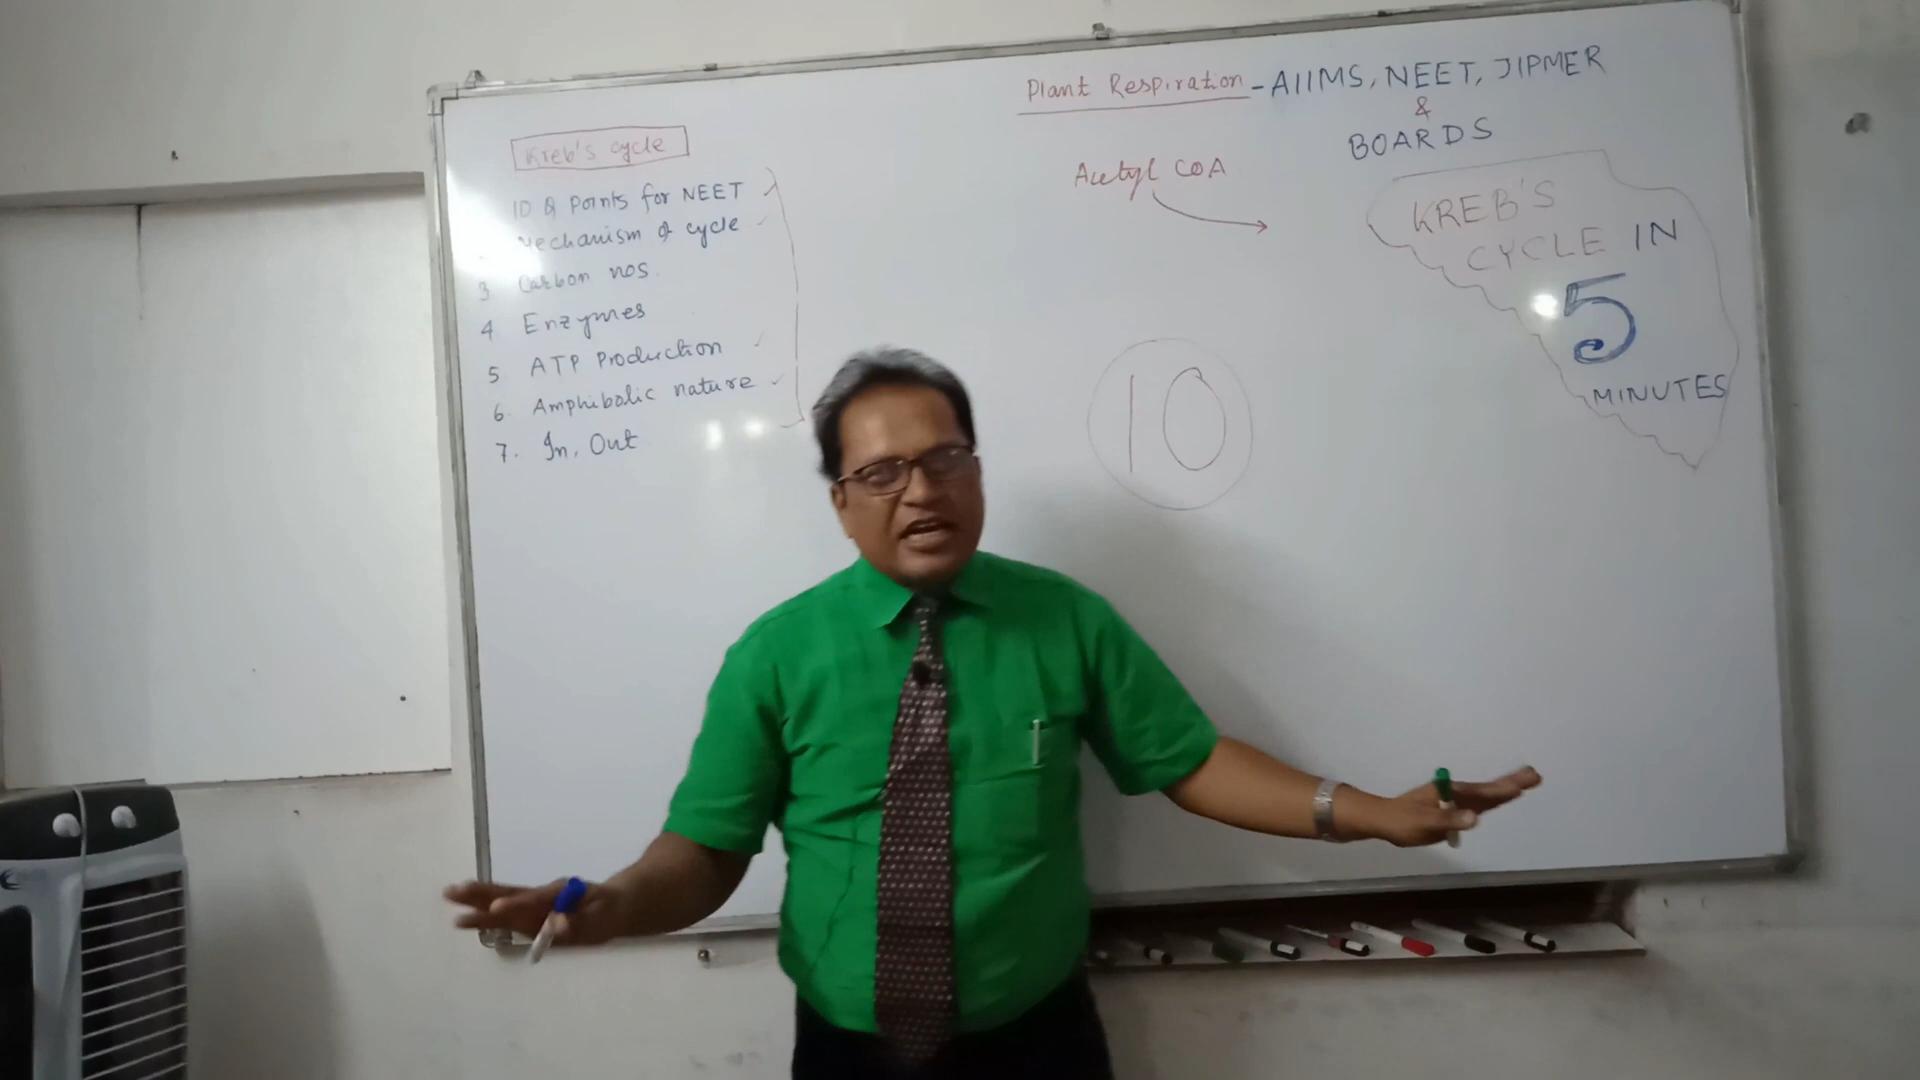 Kreb's cycle
10 Q Points for NEET
Mechanism of cycle
3 Carbon nos.
4 Enzymes
5 ATP Production
6. Amphibolic nature
7. In, Out
Plant Respiration - AIIMS, NEET, JIPMER
&
BOARDS
Acetyl COA
10
KREB'S
CYCLE IN
5
MINUTES